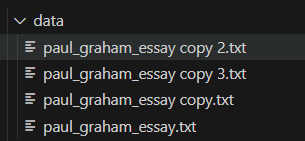 data
paul_graham_essay copy 2.txt
paul_graham_essay copy 3.txt
paul_graham_essay copy.txt
paul_graham_essay.txt